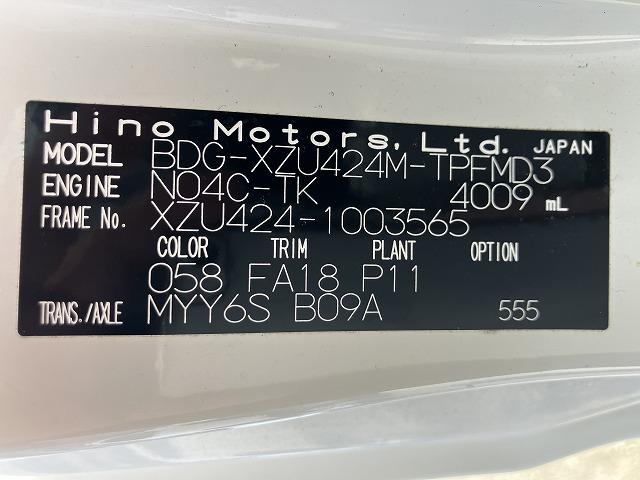 Hino Motors, Ltd. JAPAN
MODEL BDG-XZU424M-TPFMD3
ENGINE N04C-TK 4009 mL
FRAME No. XZU424-1003565
COLOR TRIM PLANT OPTION
058 FA18 P11
TRANS./AXLE MYY6S B09A 555